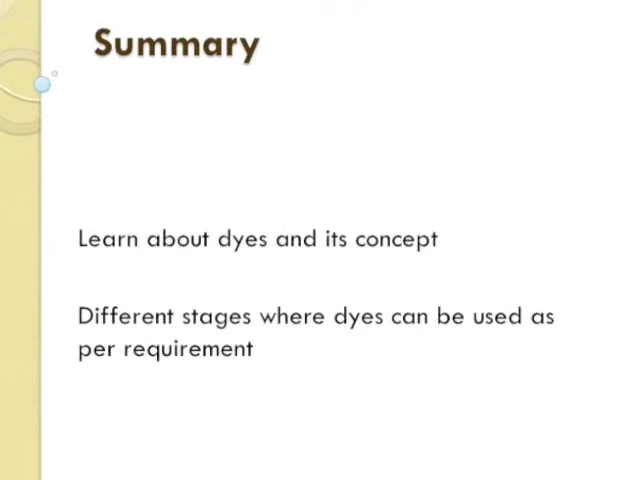 Summary
Learn about dyes and its concept
Different stages where dyes can be used as
per requirement